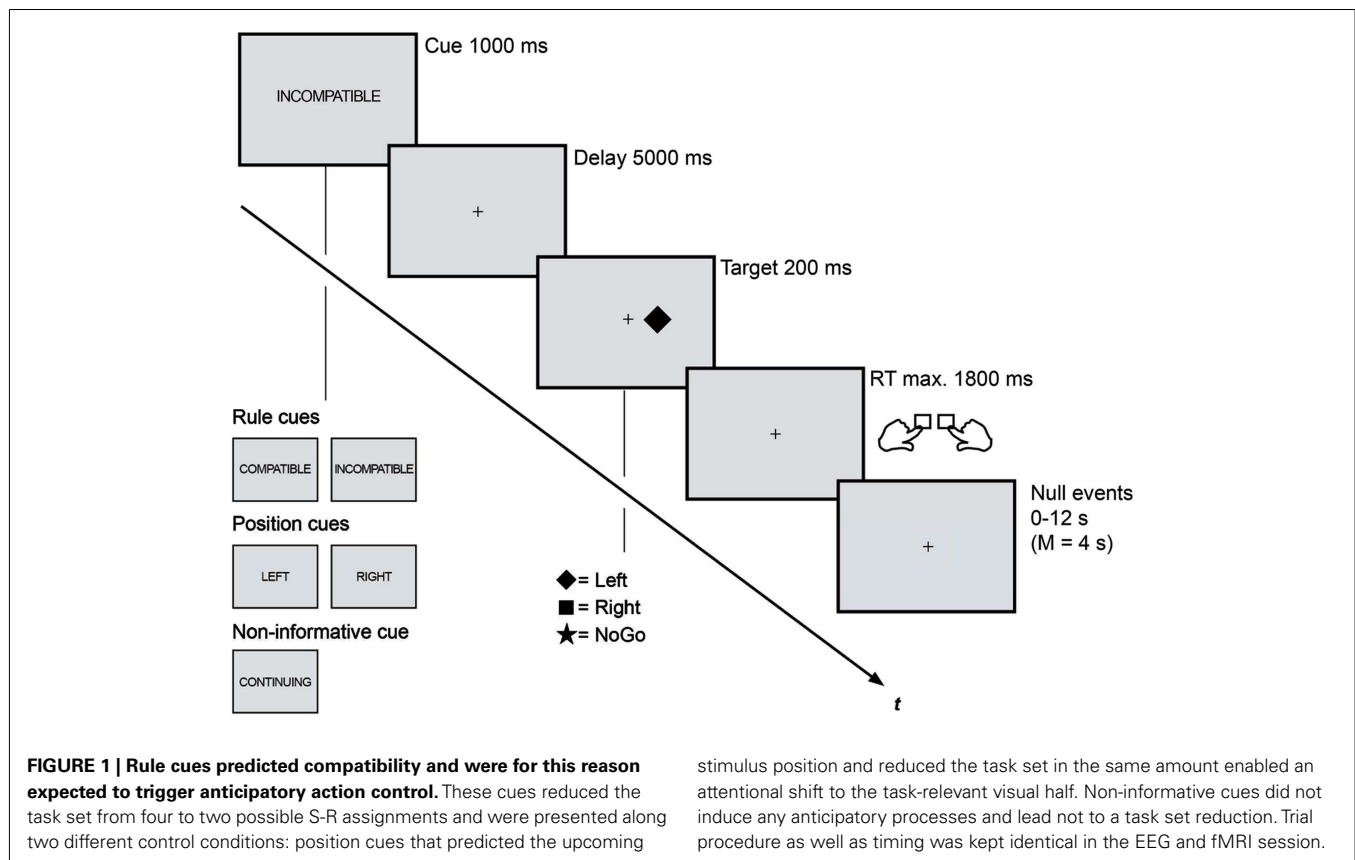 Cue 1000 ms
INCOMPATIBLE
Delay 5000 ms
+
Target 200 ms
+
RT max. 1800 ms
+
Rule cues
COMPATIBLE INCOMPATIBLE
Position cues
LEFT RIGHT
Non-informative cue
CONTINUING
◆= Left
■= Right
★= NoGo
Null events
0-12 s
(M = 4 s)
+
t
FIGURE 1 | Rule cues predicted compatibility and were for this reason
expected to trigger anticipatory action control. These cues reduced the
task set from four to two possible S-R assignments and were presented along
two different control conditions: position cues that predicted the upcoming
stimulus position and reduced the task set in the same amount enabled an
attentional shift to the task-relevant visual half. Non-informative cues did not
induce any anticipatory processes and lead not to a task set reduction. Trial
procedure as well as timing was kept identical in the EEG and fMRI session.